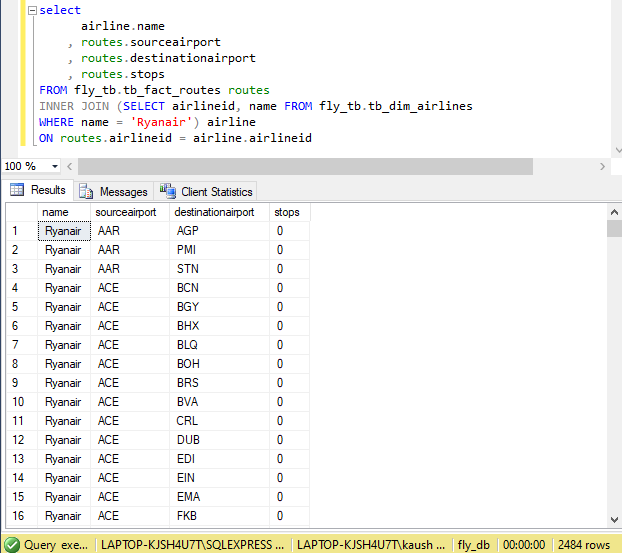 select
airline.name
, routes.sourceairport
, routes.destinationairport
, routes.stops
FROM fly_tb.tb_fact_routes routes
INNER JOIN (SELECT airlineid, name FROM fly_tb.tb_dim_airlines
WHERE name = 'Ryanair') airline
ON routes.airlineid = airline.airlineid
100 %
Results Messages Client Statistics
name sourceairport destinationairport stops
1 Ryanair AAR AGP 0
2 Ryanair AAR PMI 0
3 Ryanair AAR STN 0
4 Ryanair ACE BCN 0
5 Ryanair ACE BGY 0
6 Ryanair ACE BHX 0
7 Ryanair ACE BLQ 0
8 Ryanair ACE BOH 0
9 Ryanair ACE BRS 0
10 Ryanair ACE BVA 0
11 Ryanair ACE CRL 0
12 Ryanair ACE DUB 0
13 Ryanair ACE EDI 0
14 Ryanair ACE EIN 0
15 Ryanair ACE EMA 0
16 Ryanair ACE FKB 0
Query exe... LAPTOP-KJSH4U7T\SQLEXPRESS ... LAPTOP-KJSH4U7T\kaush ... fly_db 00:00:00 2484 rows